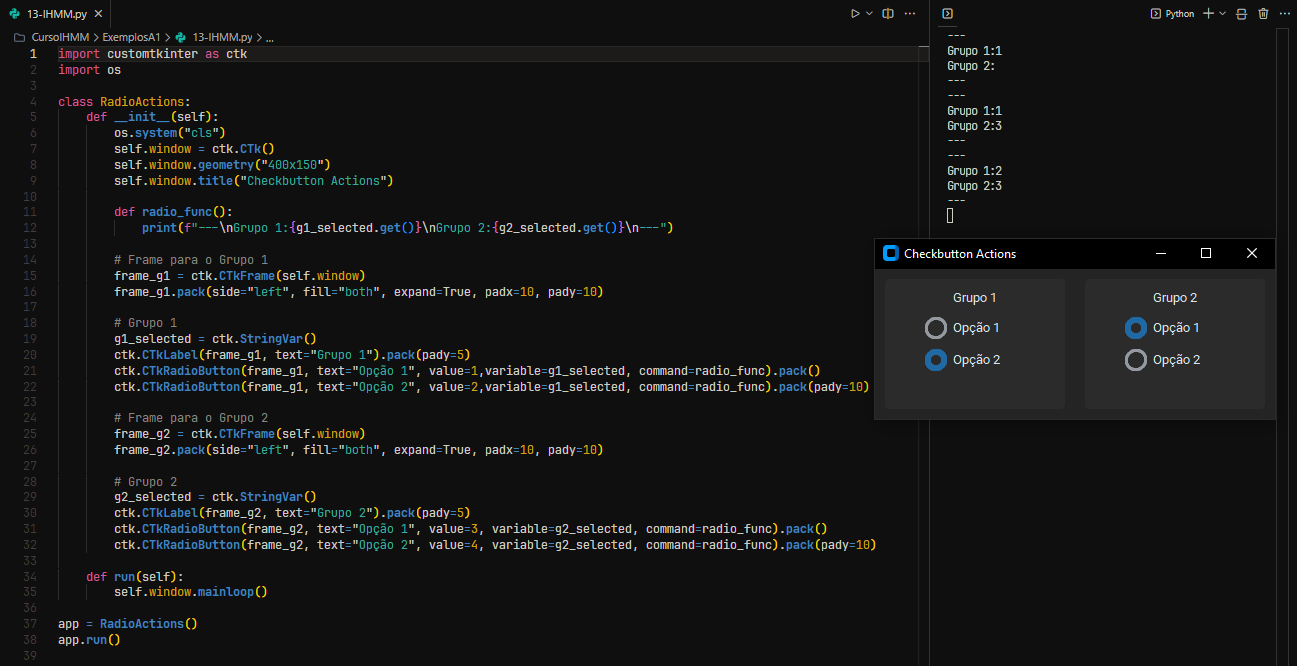 13-IHMM.py
CursoIHMM > ExemplosA1 > 13-IHMM.py > ...
1 import customtkinter as ctk
2 import os
3
4 class RadioActions:
5     def __init__(self):
6         os.system("cls")
7         self.window = ctk.CTk()
8         self.window.geometry("400x150")
9         self.window.title("Checkbutton Actions")
10
11         def radio_func():
12             print(f"---\nGrupo 1:{g1_selected.get()}\nGrupo 2:{g2_selected.get()}\n---")
13
14         # Frame para o Grupo 1
15         frame_g1 = ctk.CTkFrame(self.window)
16         frame_g1.pack(side="left", fill="both", expand=True, padx=10, pady=10)
17
18         # Grupo 1
19         g1_selected = ctk.StringVar()
20         ctk.CTkLabel(frame_g1, text="Grupo 1").pack(pady=5)
21         ctk.CTkRadioButton(frame_g1, text="Opção 1", value=1,variable=g1_selected, command=radio_func).pack()
22         ctk.CTkRadioButton(frame_g1, text="Opção 2", value=2,variable=g1_selected, command=radio_func).pack(pady=10)
23
24         # Frame para o Grupo 2
25         frame_g2 = ctk.CTkFrame(self.window)
26         frame_g2.pack(side="left", fill="both", expand=True, padx=10, pady=10)
27
28         # Grupo 2
29         g2_selected = ctk.StringVar()
30         ctk.CTkLabel(frame_g2, text="Grupo 2").pack(pady=5)
31         ctk.CTkRadioButton(frame_g2, text="Opção 1", value=3, variable=g2_selected, command=radio_func).pack()
32         ctk.CTkRadioButton(frame_g2, text="Opção 2", value=4, variable=g2_selected, command=radio_func).pack(pady=10)
33
34     def run(self):
35         self.window.mainloop()
36
37 app = RadioActions()
38 app.run()
39
Python
---
Grupo 1:1
Grupo 2:
---
---
Grupo 1:1
Grupo 2:3
---
---
Grupo 1:2
Grupo 2:3
---
Checkbutton Actions
Grupo 1
Opção 1
Opção 2
Grupo 2
Opção 1
Opção 2